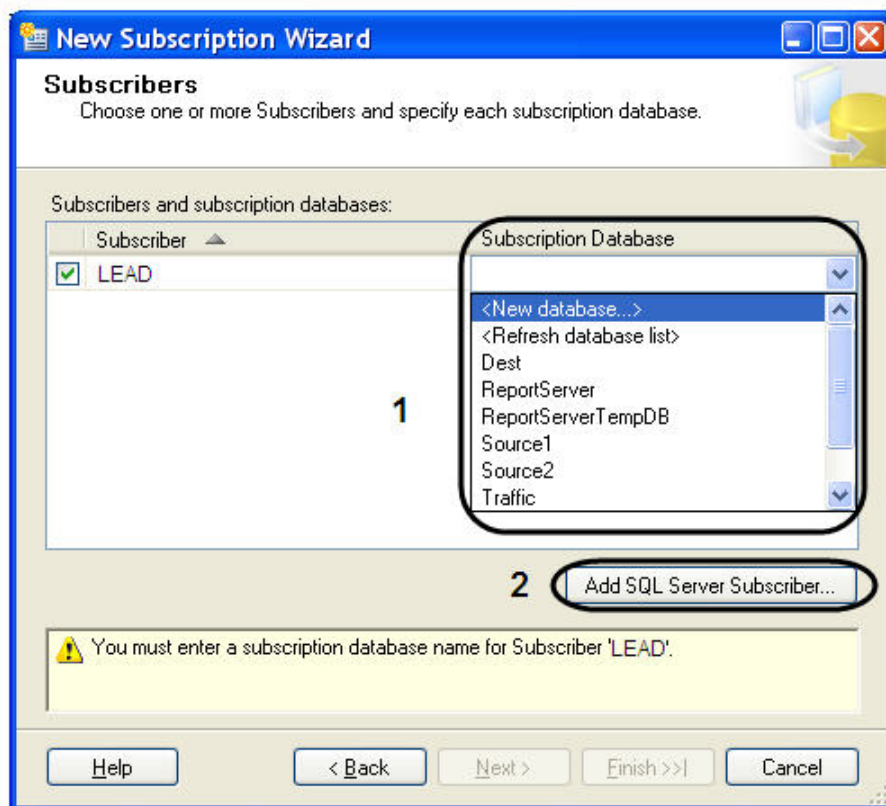 New Subscription Wizard
Subscribers
Choose one or more Subscribers and specify each subscription database.
Subscribers and subscription databases:
Subscriber
Subscription Database
LEAD
<New database...>
<Refresh database list>
Dest
ReportServer
ReportServerTempDB
Source1
Source2
Traffic
1
2
Add SQL Server Subscriber...
You must enter a subscription database name for Subscriber 'LEAD'.
Help
< Back
Next >
Finish >>|
Cancel